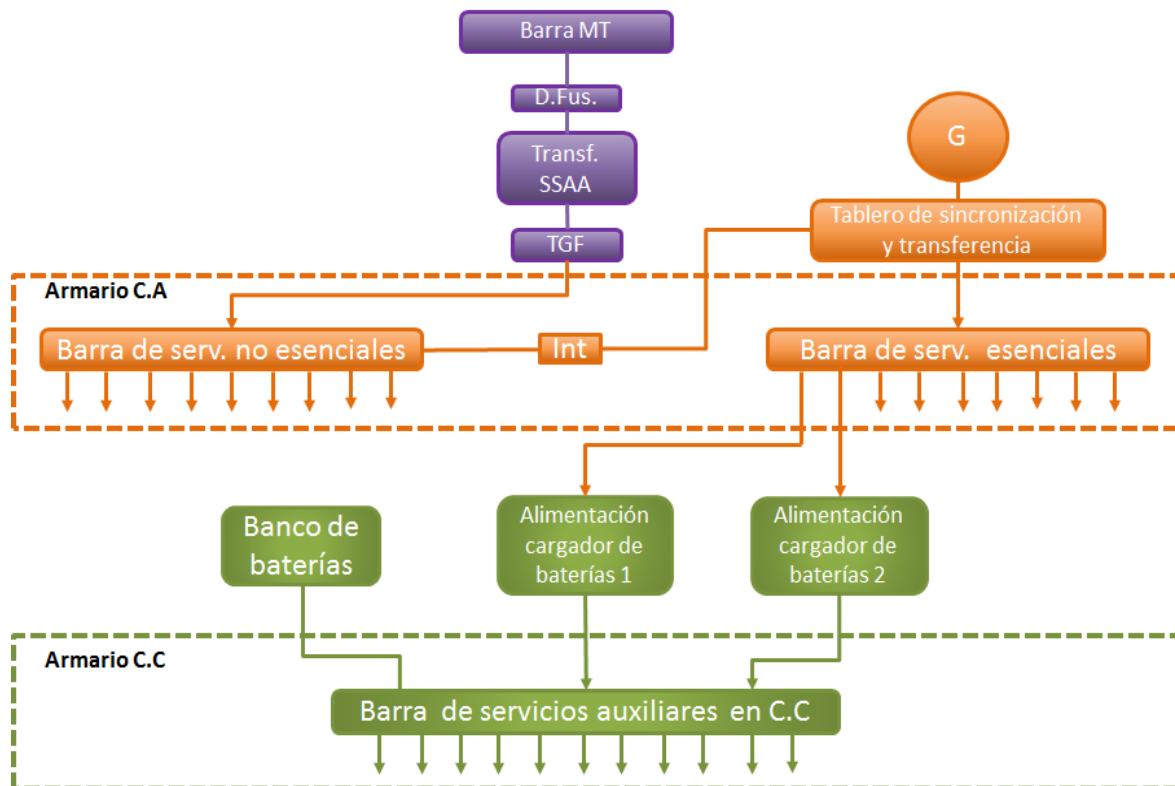 Barra MT
D.Fus.
Transf.
SSAA
TGF
G
Tablero de sincronización
y transferencia
Armario C.A
Barra de serv. no esenciales
Int
Barra de serv. esenciales
Banco de
baterías
Alimentación
cargador de
baterías 1
Alimentación
cargador de
baterías 2
Armario C.C
Barra de servicios auxiliares en C.C